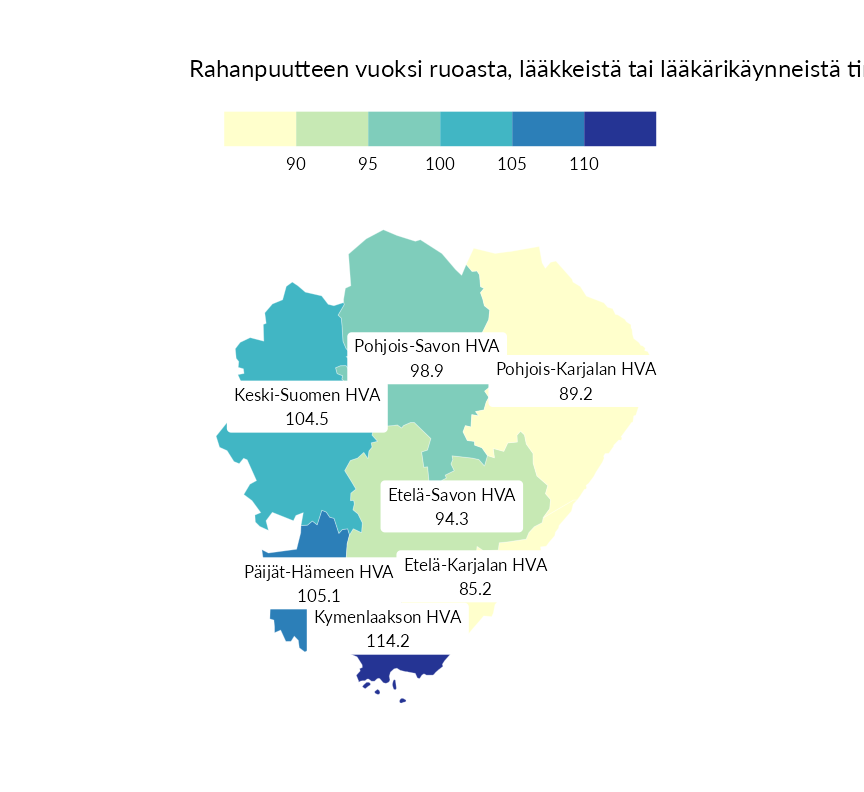 Rahanpuutteen vuoksi ruoasta, lääkkeistä tai lääkärikäynneistä
90 95 100 105 110
Pohjois-Savon HVA
98.9
Pohjois-Karjalan HVA
89.2
Keski-Suomen HVA
104.5
Etelä-Savon HVA
94.3
Etelä-Karjalan HVA
85.2
Päijät-Hämeen HVA
105.1
Kymenlaakson HVA
114.2